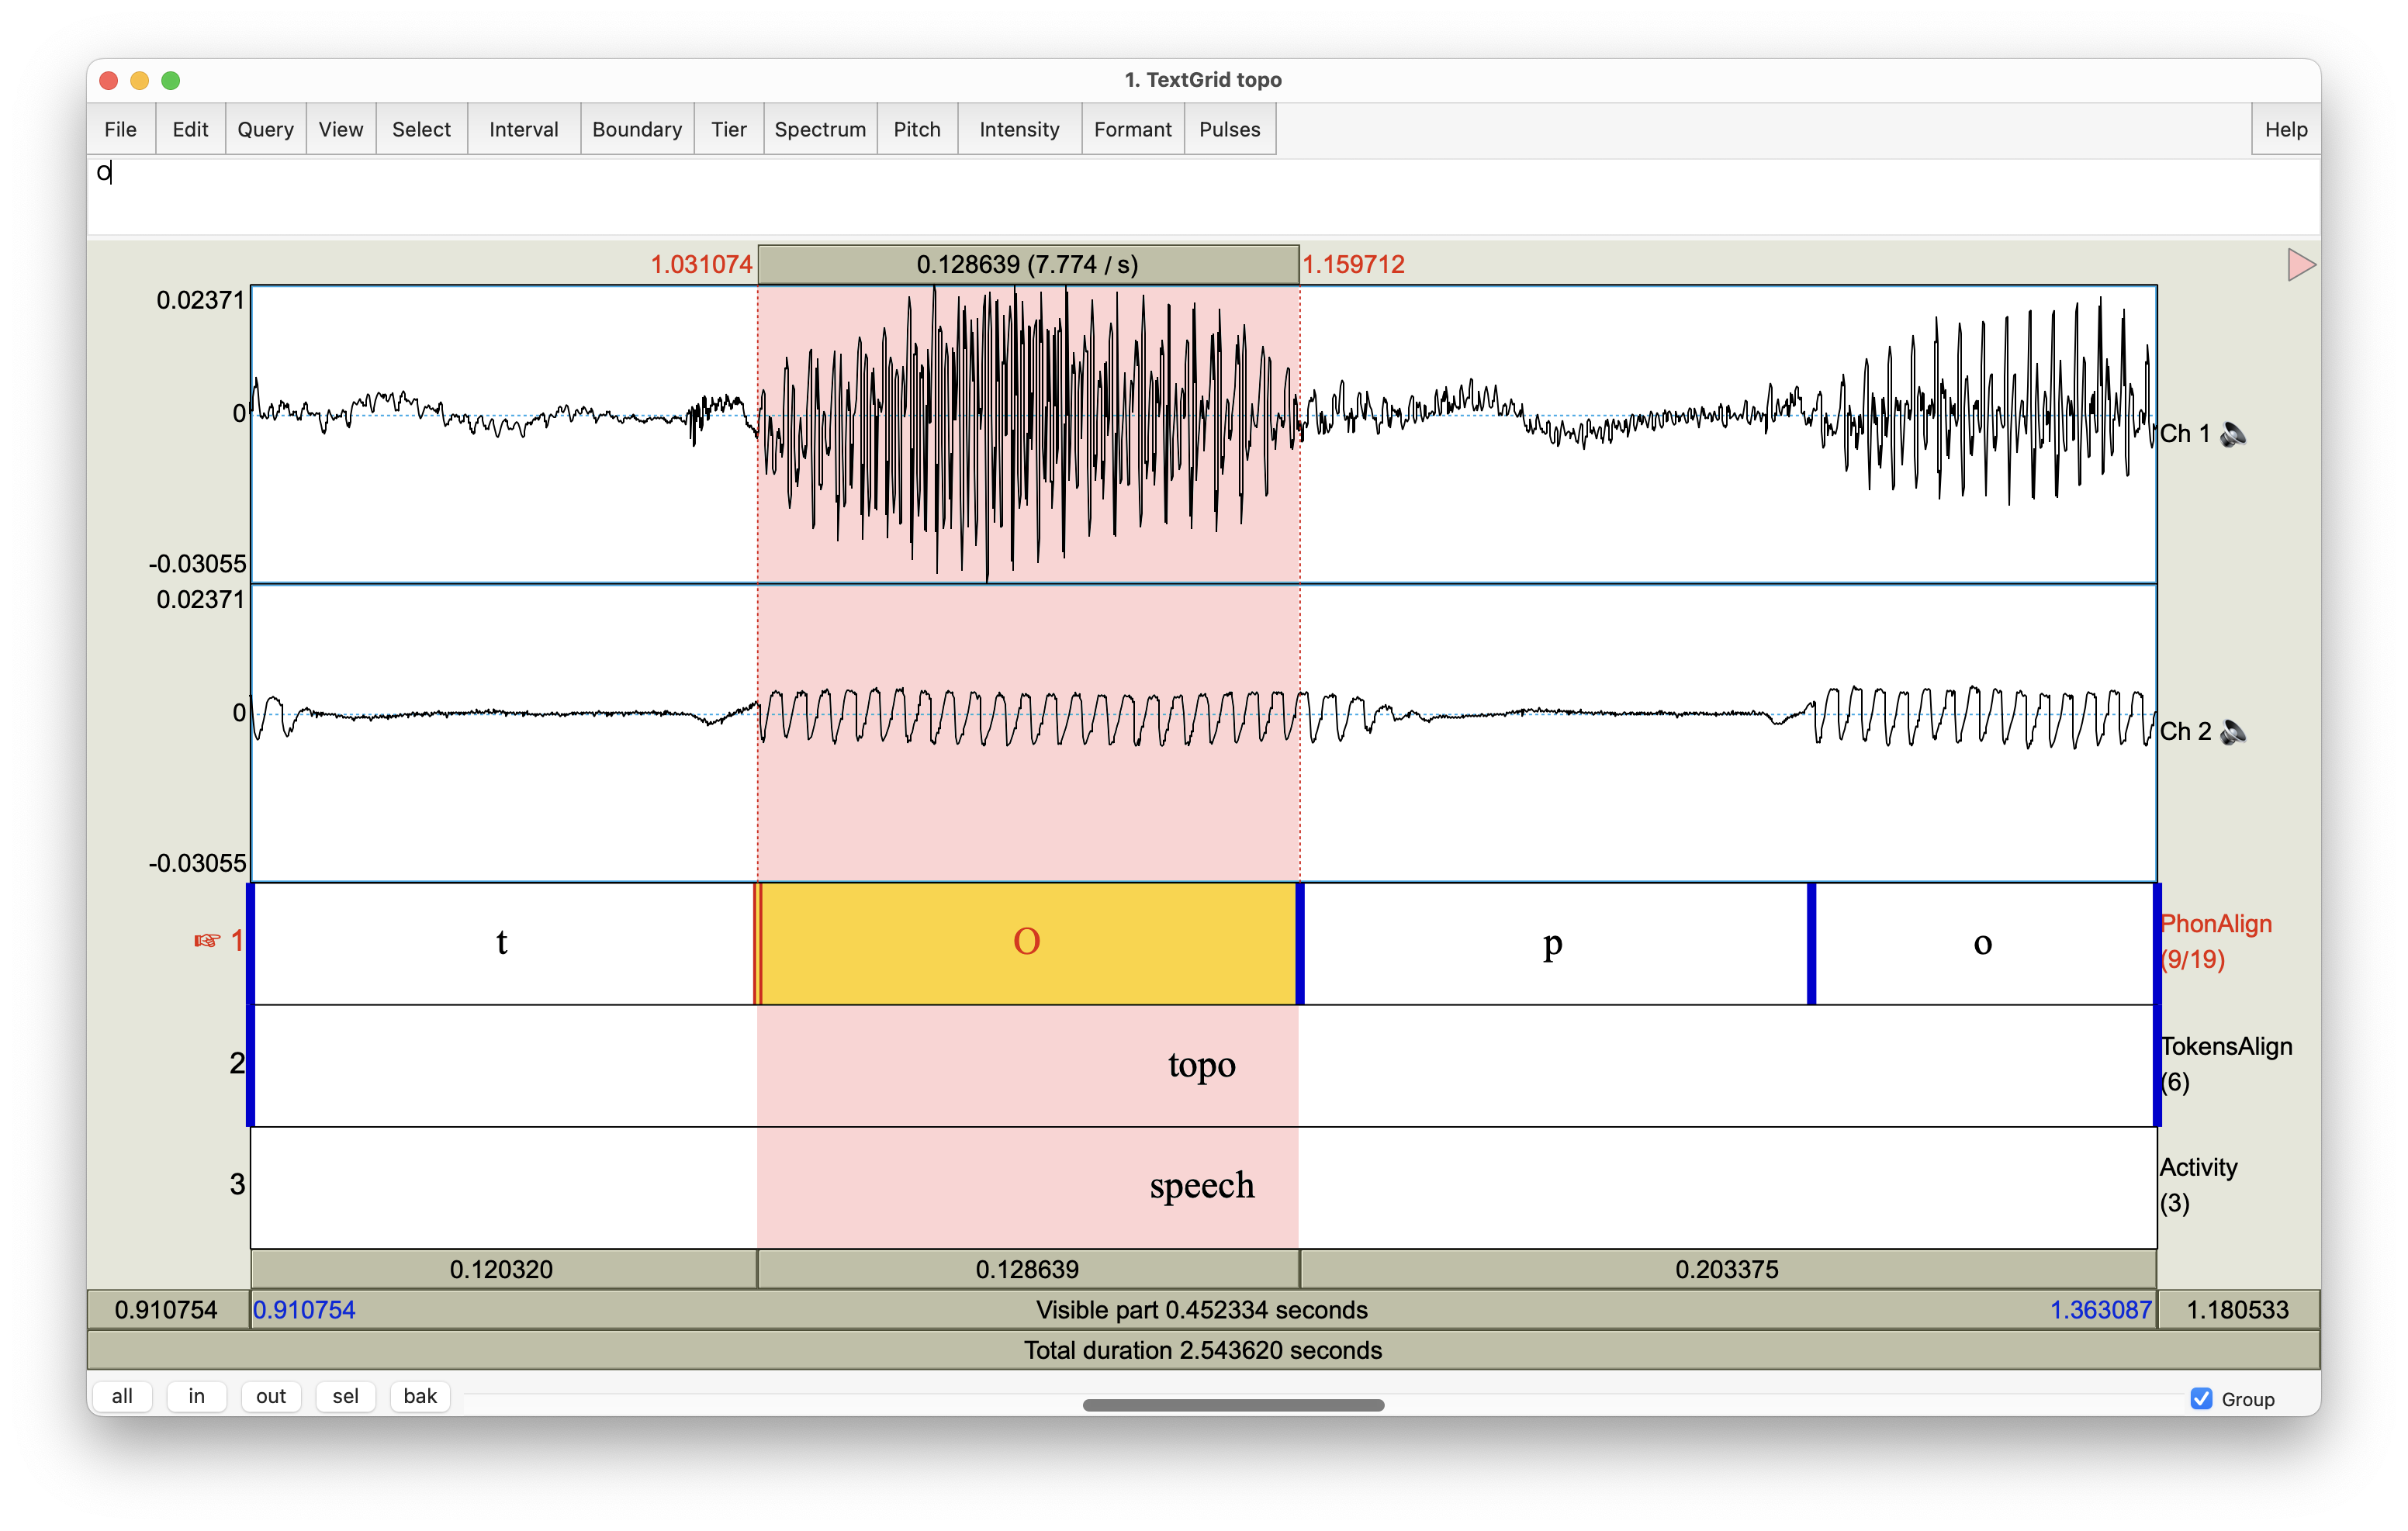 1. TextGrid topo
File Edit Query View Select Interval Boundary Tier Spectrum Pitch Intensity Formant Pulses Help
O
1.031074 0.128639 (7.774 / s) 1.159712
0.02371
0
-0.03055
Ch 1
0.02371
0
-0.03055
Ch 2
☞ 1 t O p o PhonAlign
(9/19)
2 topo TokensAlign
(6)
3 speech Activity
(3)
0.120320 0.128639 0.203375
0.910754 0.910754 Visible part 0.452334 seconds 1.363087 1.180533
Total duration 2.543620 seconds
all in out sel bak Group